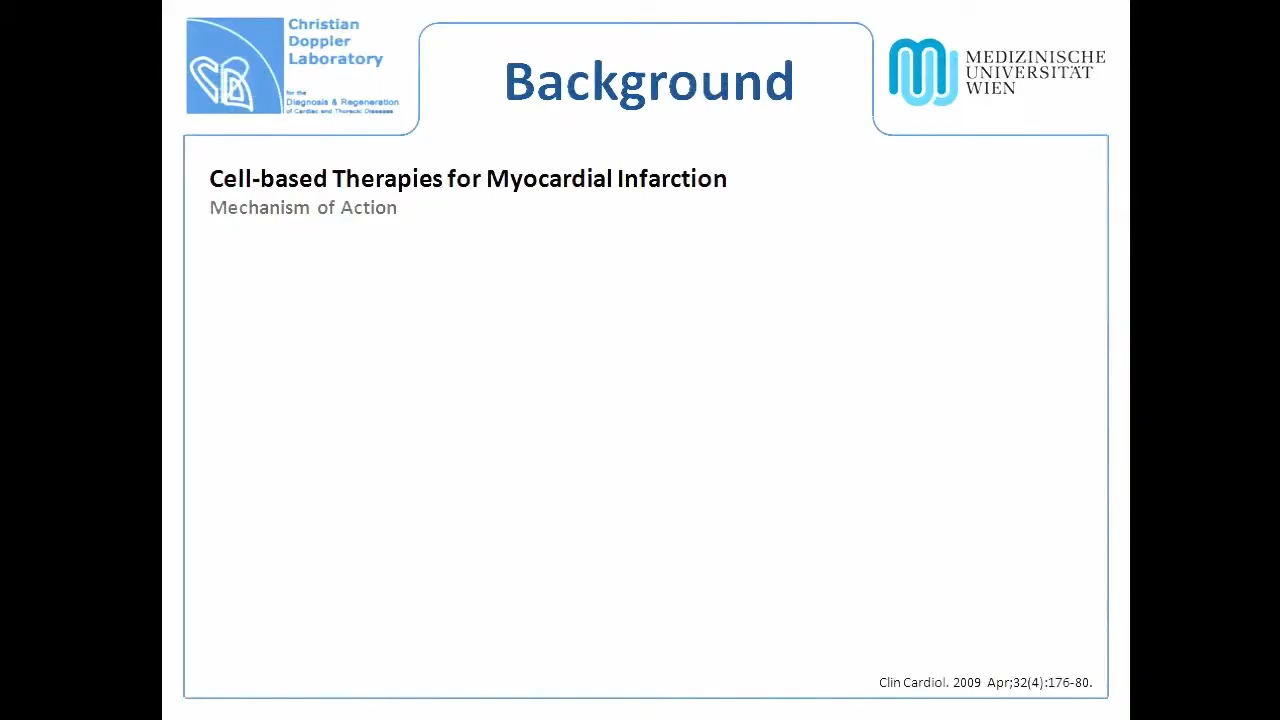 Christian
Doppler
Laboratory
for the
Diagnosis & Regeneration
of Cardiac and Thoracic Diseases
Background
MEDIZINISCHE
UNIVERSITÄT
WIEN
Cell-based Therapies for Myocardial Infarction
Mechanism of Action
Clin Cardiol. 2009 Apr;32(4):176-80.